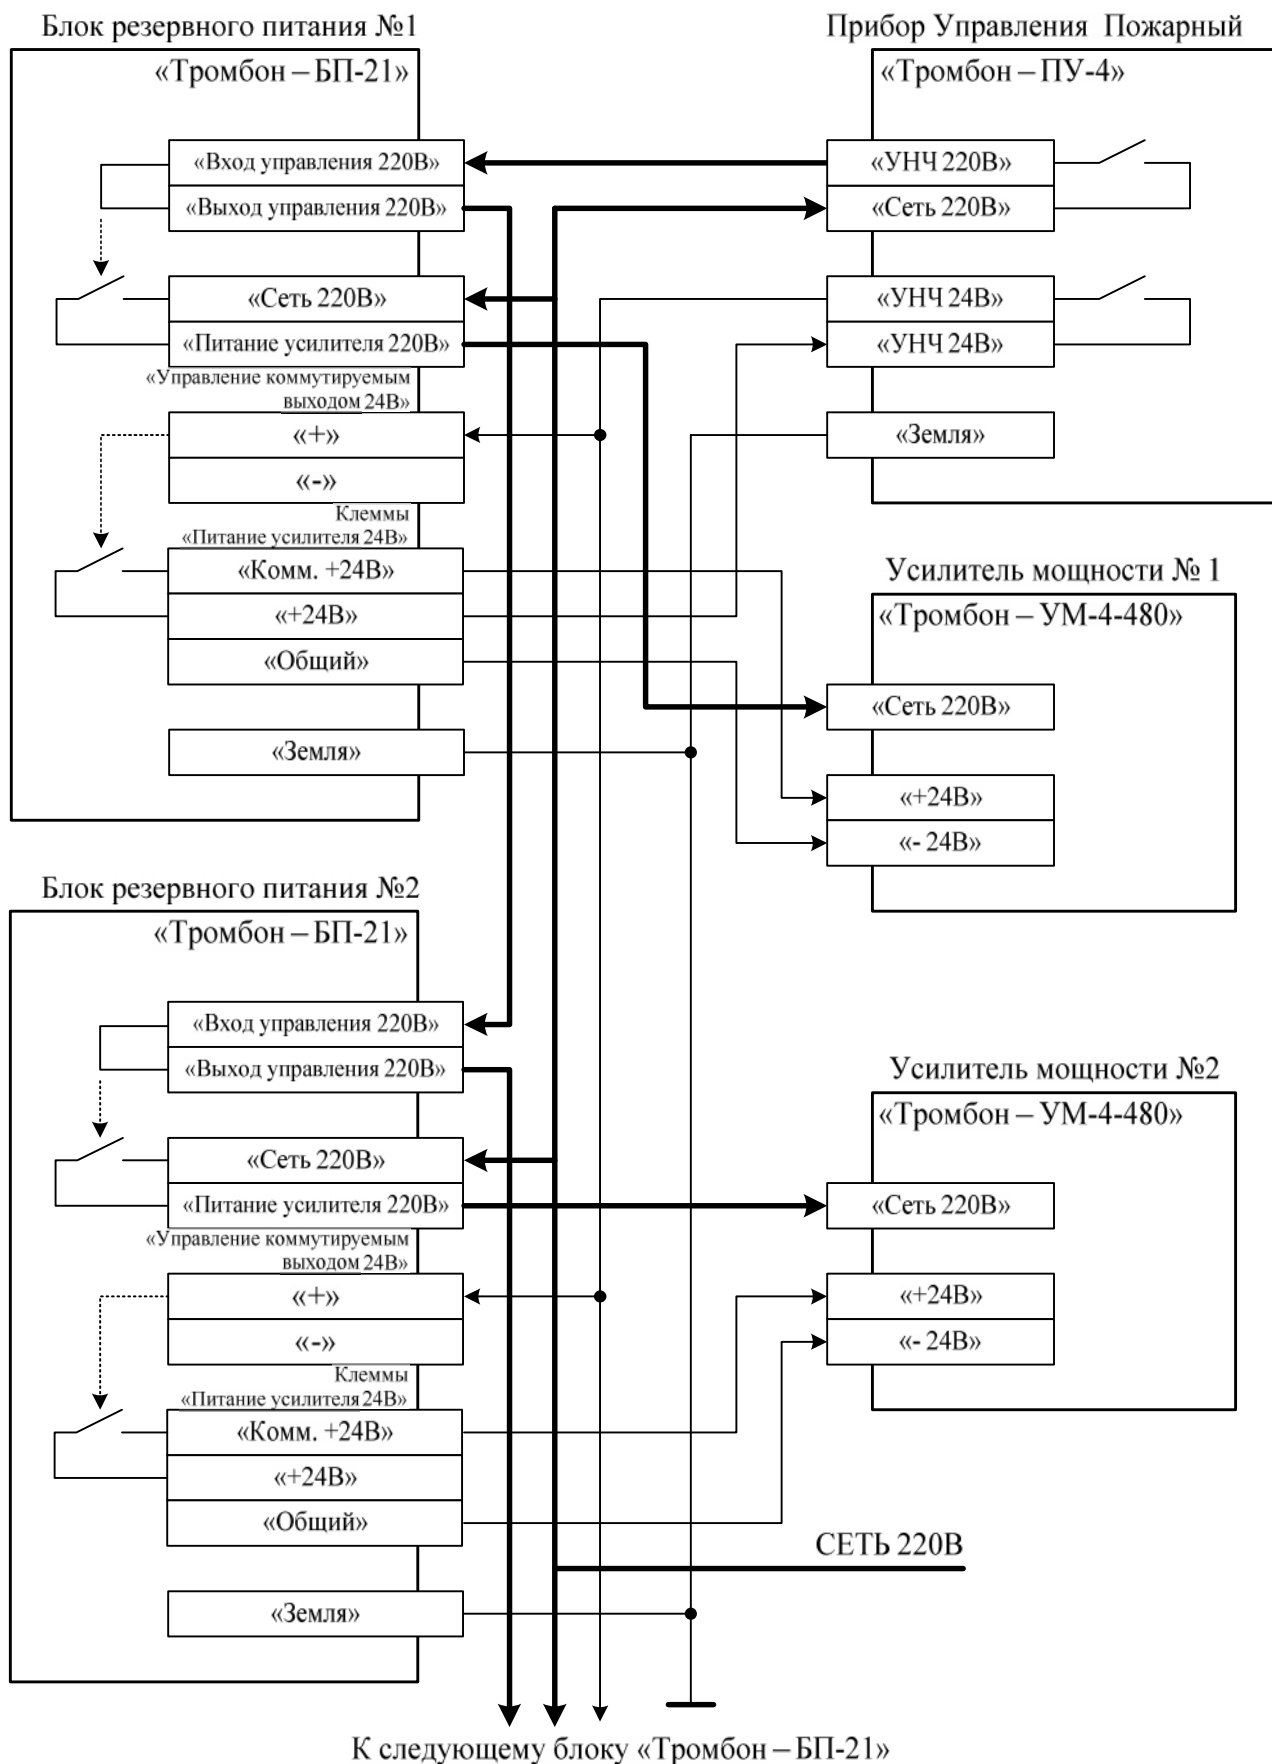 Блок резервного питания №1
«Тромбон – БП-21»
«Вход управления 220В»
«Выход управления 220В»
«Сеть 220В»
«Питание усилителя 220В»
«Управление коммутируемым
выходом 24В»
«+»
«-»
Клеммы
«Питание усилителя 24В»
«Комм. +24В»
«+24В»
«Общий»
«Земля»
Прибор Управления Пожарный
«Тромбон – ПУ-4»
«УНЧ 220В»
«Сеть 220В»
«УНЧ 24В»
«УНЧ 24В»
«Земля»
Усилитель мощности № 1
«Тромбон – УМ-4-480»
«Сеть 220В»
«+24В»
«- 24В»
Блок резервного питания №2
«Тромбон – БП-21»
«Вход управления 220В»
«Выход управления 220В»
«Сеть 220В»
«Питание усилителя 220В»
«Управление коммутируемым
выходом 24В»
«+»
«-»
Клеммы
«Питание усилителя 24В»
«Комм. +24В»
«+24В»
«Общий»
«Земля»
Усилитель мощности №2
«Тромбон – УМ-4-480»
«Сеть 220В»
«+24В»
«- 24В»
СЕТЬ 220В
К следующему блоку «Тромбон – БП-21»